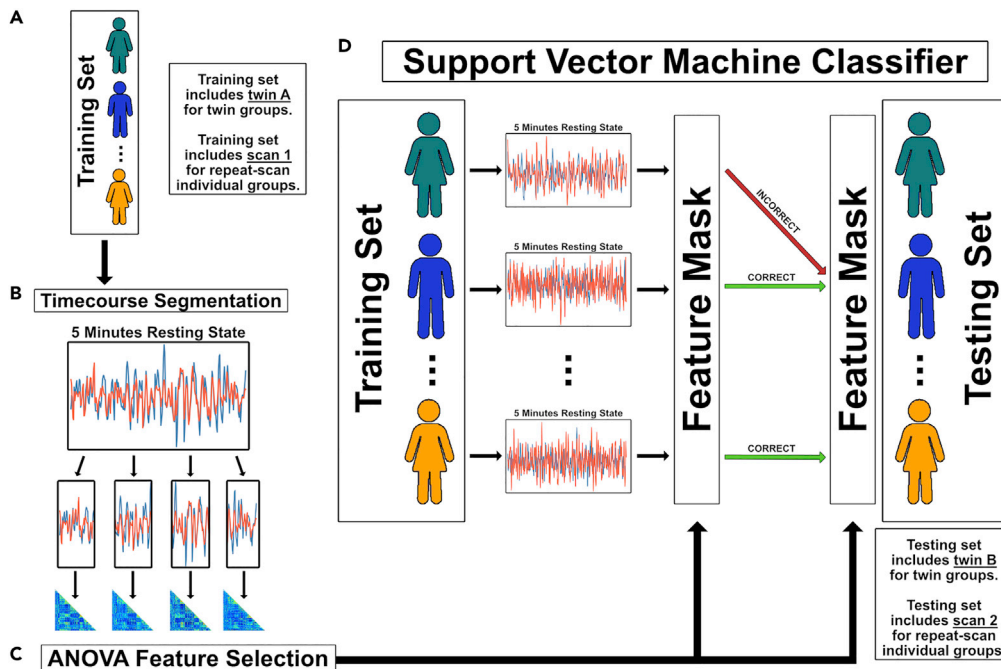 A
Training Set
Training set
includes twin A
for twin groups.
Training set
includes scan 1
for repeat-scan
individual groups.
B
Timecourse Segmentation
5 Minutes Resting State
C
ANOVA Feature Selection
D
Support Vector Machine Classifier
Training Set
5 Minutes Resting State
5 Minutes Resting State
5 Minutes Resting State
Feature Mask
INCORRECT
CORRECT
CORRECT
Feature Mask
Testing Set
Testing set
includes twin B
for twin groups.
Testing set
includes scan 2
for repeat-scan
individual groups